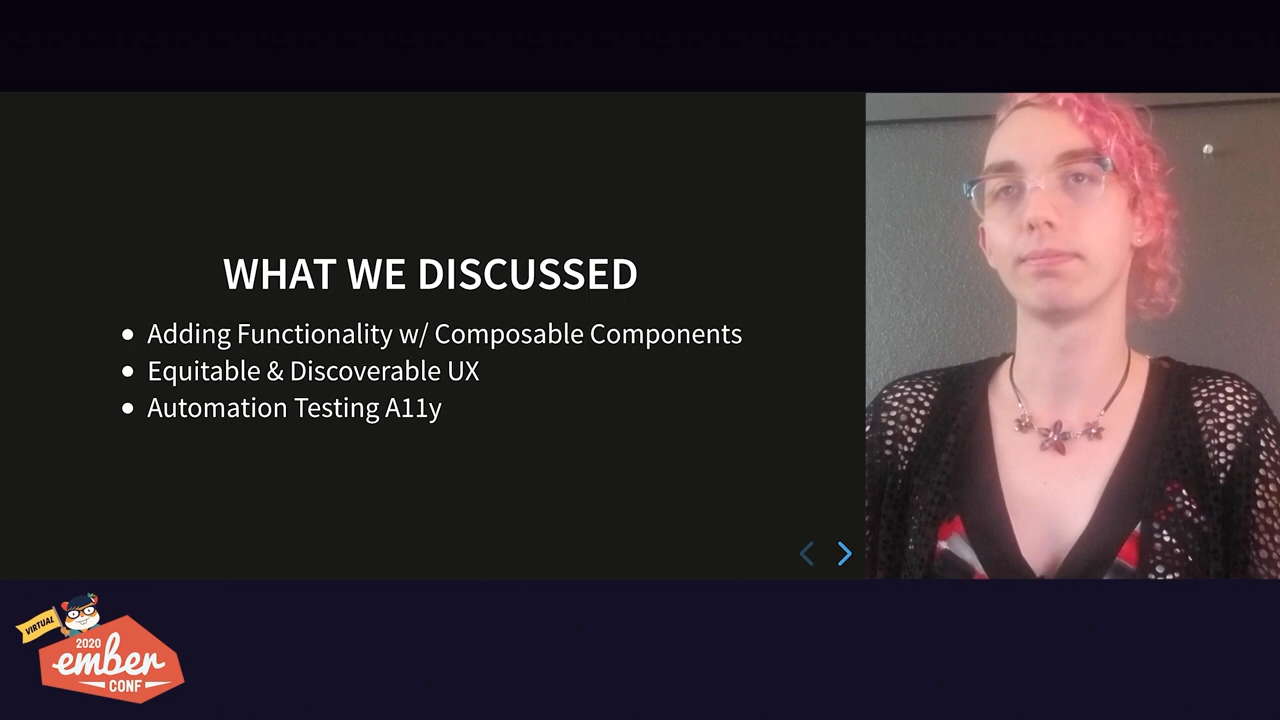 WHAT WE DISCUSSED
Adding Functionality w/ Composable Components
Equitable & Discoverable UX
Automation Testing A11y
VIRTUAL
2020
ember
CONF